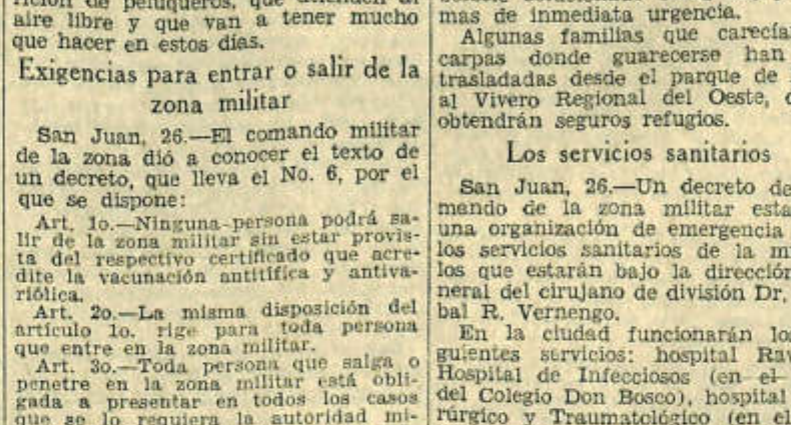 aire libre y que van a tener mucho
que hacer en estos días.
Exigencias para entrar o salir de la
zona militar
San Juan, 26.—El comando militar
de la zona dió a conocer el texto de
un decreto, que lleva el No. 6, por el
que se dispone:
Art. 1o.—Ninguna persona podrá sa-
lir de la zona militar sin estar provis-
ta del respectivo certificado que acre-
dite la vacunación antitífica y antiva-
riólica.
Art. 2o.—La misma disposición del
artículo 1o. rige para toda persona
que entre en la zona militar.
Art. 3o.—Toda persona que salga o
penetre en la zona militar está obli-
gada a presentar en todos los casos
que se lo requiera la autoridad mi-
mas de inmediata urgencia.
Algunas familias que
carpas donde guarecerse han
trasladadas desde el parque de
al Vivero Regional del Oeste,
obtendrán seguros refugios.
Los servicios sanitarios
San Juan, 26.—Un decreto
mando de la zona militar
una organización de emergencia
los servicios sanitarios de la
los que estarán bajo la dirección
neral del cirujano de división Dr.
bal R. Vernengo.
En la ciudad funcionarán
guientes servicios: hospital
Hospital de Infecciosos (en el
del Colegio Don Bosco), hospital
rúrgico y Traumatológico (en el